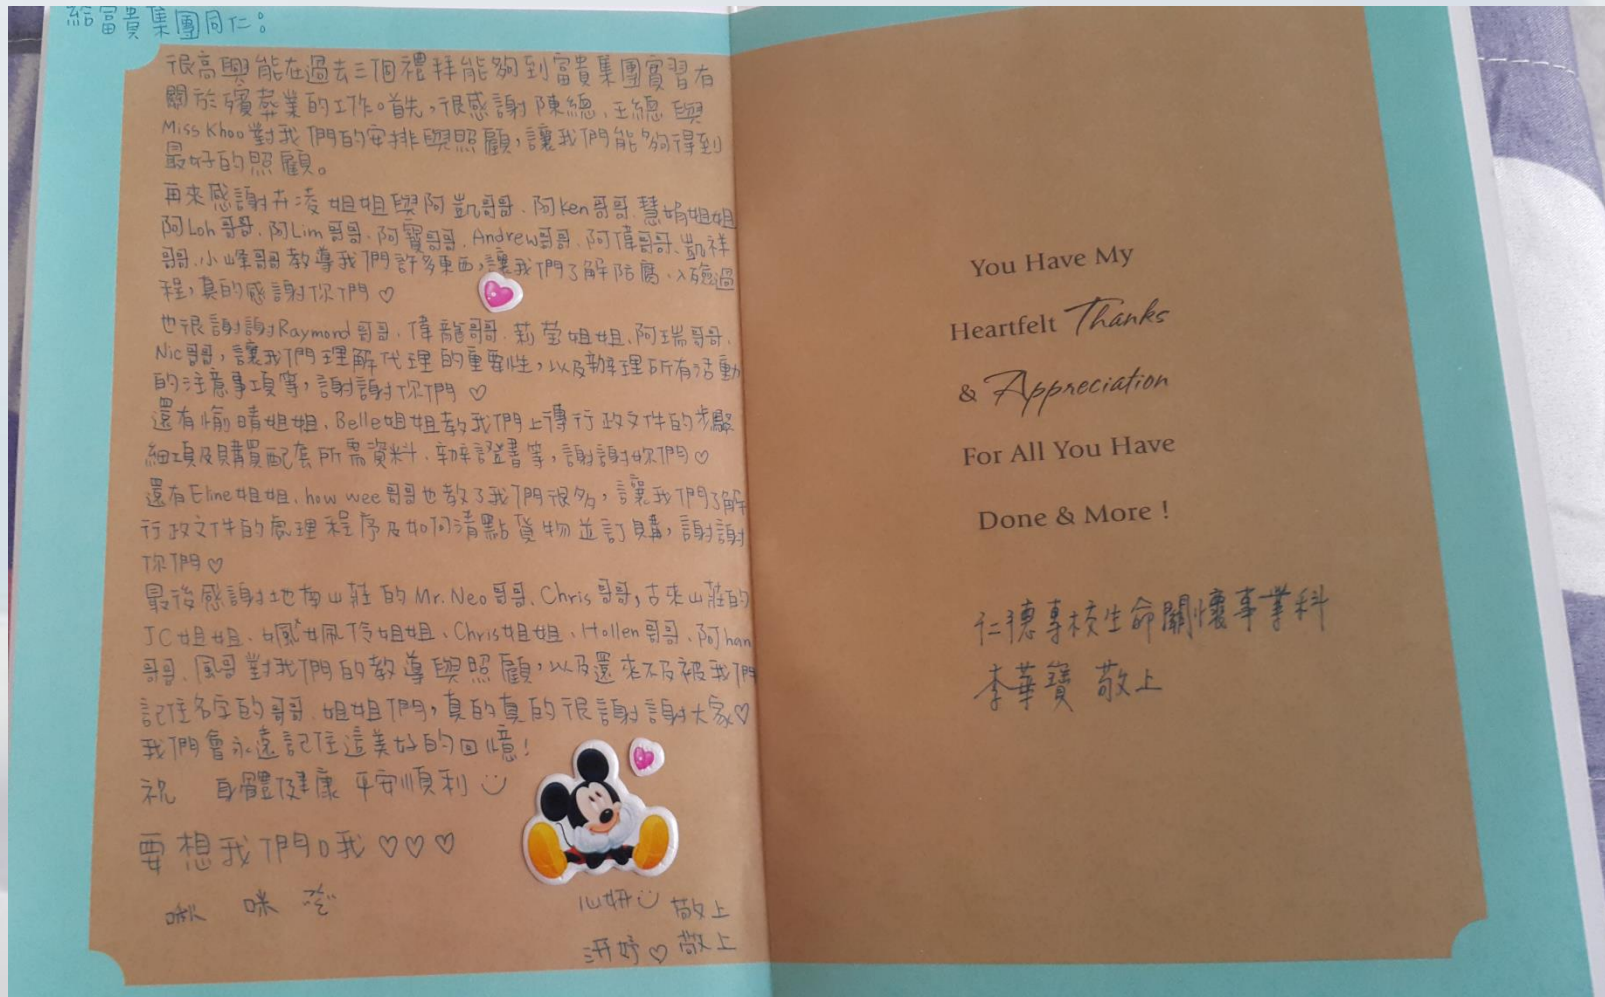 給富貴集團同仁：
很高興能在過去三個禮拜能夠到富貴集團實習有
關於殯葬業的工作。首先，很感謝陳總、王總與
Miss Khoo對我們的安排與照顧，讓我們能夠得到
最好的照顧。
再來感謝卉凌姐姐與阿凱哥哥、阿Ken哥哥、慧娟姐姐
阿Loh哥哥、阿Lim哥哥、阿寶哥哥、Andrew哥哥、阿偉哥哥、凱祥
哥哥、小峰哥哥教導我們許多東西，讓我們了解防腐、入殮過
程，真的感謝你們♡
也很謝謝Raymond哥哥、偉龍哥哥、莉瑩姐姐、阿瑞哥哥、
Nic哥哥，讓我們理解代理的重要性，以及辦理所有活動
的注意事項等，謝謝你們♡
還有愉晴姐姐、Belle姐姐教我們上傳行政文件的步驟
細項及購買配套所需資料、辦證書等，謝謝妳們♡
還有Eline姐姐、how wee哥哥也教了我們很多，讓我們了解
行政文件的處理程序及如何清點貨物並訂購，謝謝
你們♡
最後感謝地南山莊的Mr. Neo哥哥、Chris哥哥，古來山莊的
JC姐姐、姵伶姐姐、Chris姐姐、Hollen哥哥、阿han
哥哥、風哥對我們的教導與照顧，以及還來不及被我們
記住名字的哥哥、姐姐們，真的真的很謝謝大家♡
我們會永遠記住這美好的回憶！
祝 身體健康 平安順利
要想我們口我♡♡♡
啾 咪
心妍 敬上
洴妤♡ 敬上
You Have My
Heartfelt Thanks
& Appreciation
For All You Have
Done & More !
仁德專校生命關懷事業科
李華寶 敬上